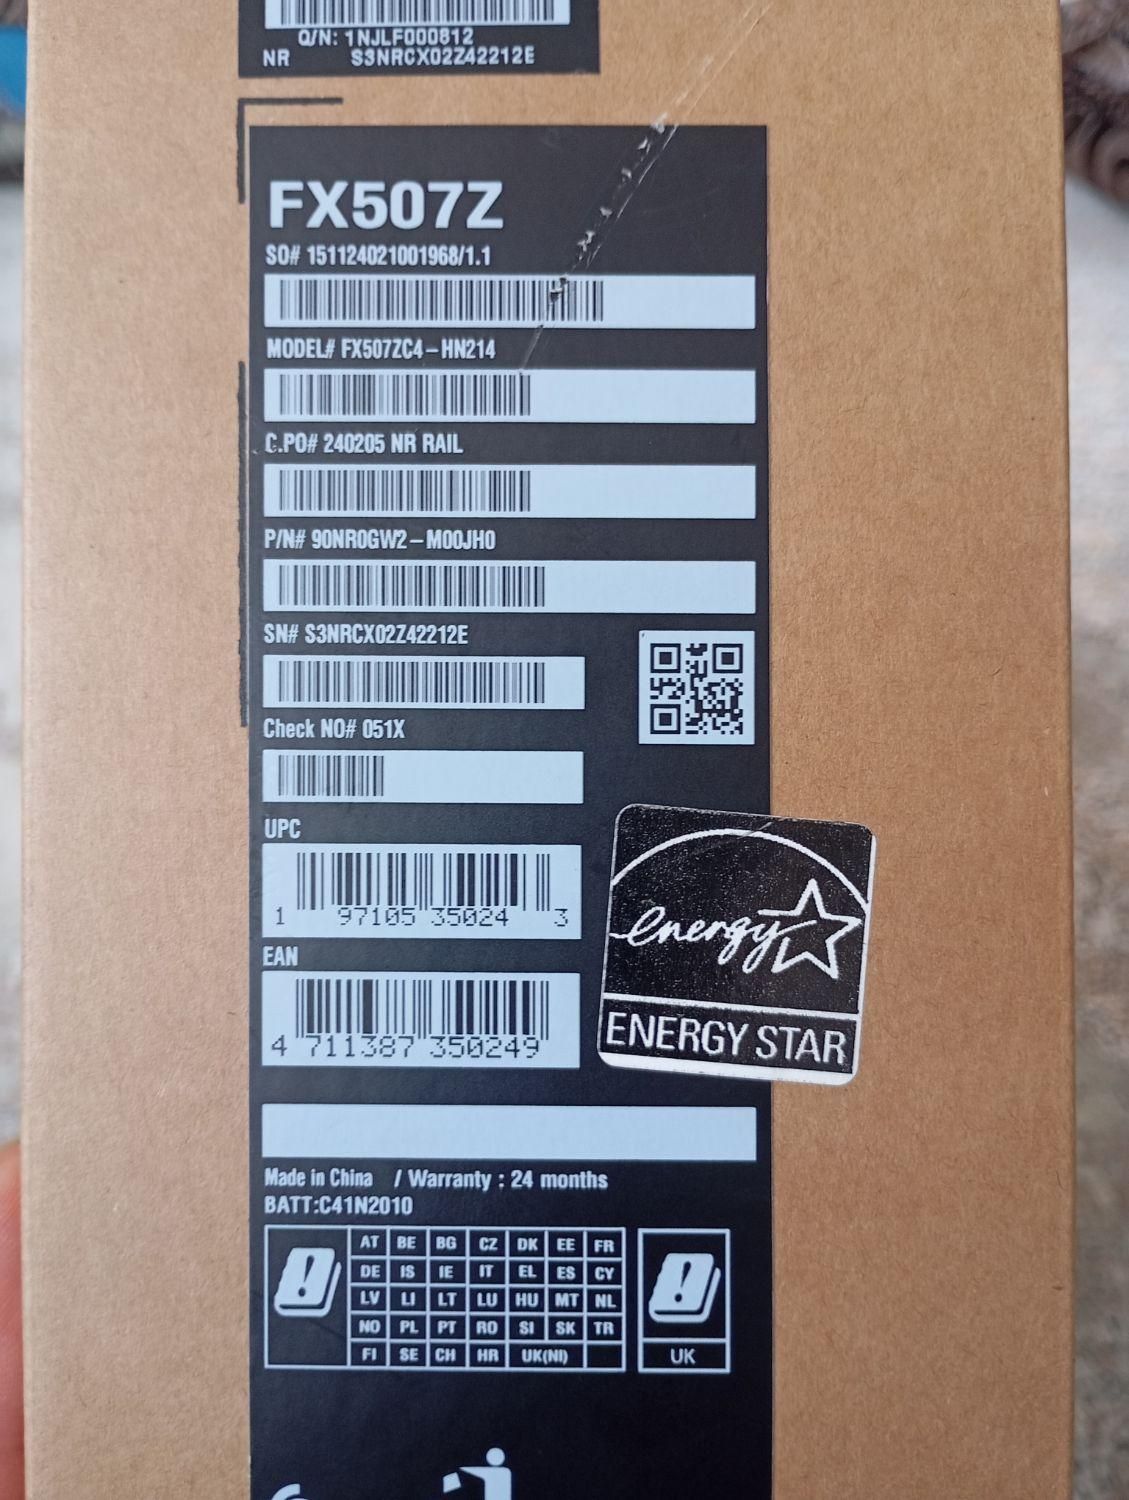 Q/N: 1NJLF000812
NR S3NRCX02Z42212E
FX507Z
SO# 151124021001968/1.1
MODEL# FX507ZC4-HN214
C.PO# 240205 NR RAIL
P/N# 90NR0GW2-M00JH0
SN# S3NRCX02Z42212E
Check NO# 051X
UPC
1 97105 35024 3
EAN
4 711387 350249
energy
ENERGY STAR
Made in China / Warranty : 24 months
BATT:C41N2010
AT BE BG CZ DK EE FR
DE IS IE IT EL ES CY
LV LI LT LU HU MT NL
NO PL PT RO SI SK TR
FI SE CH HR UK(NI)
UK